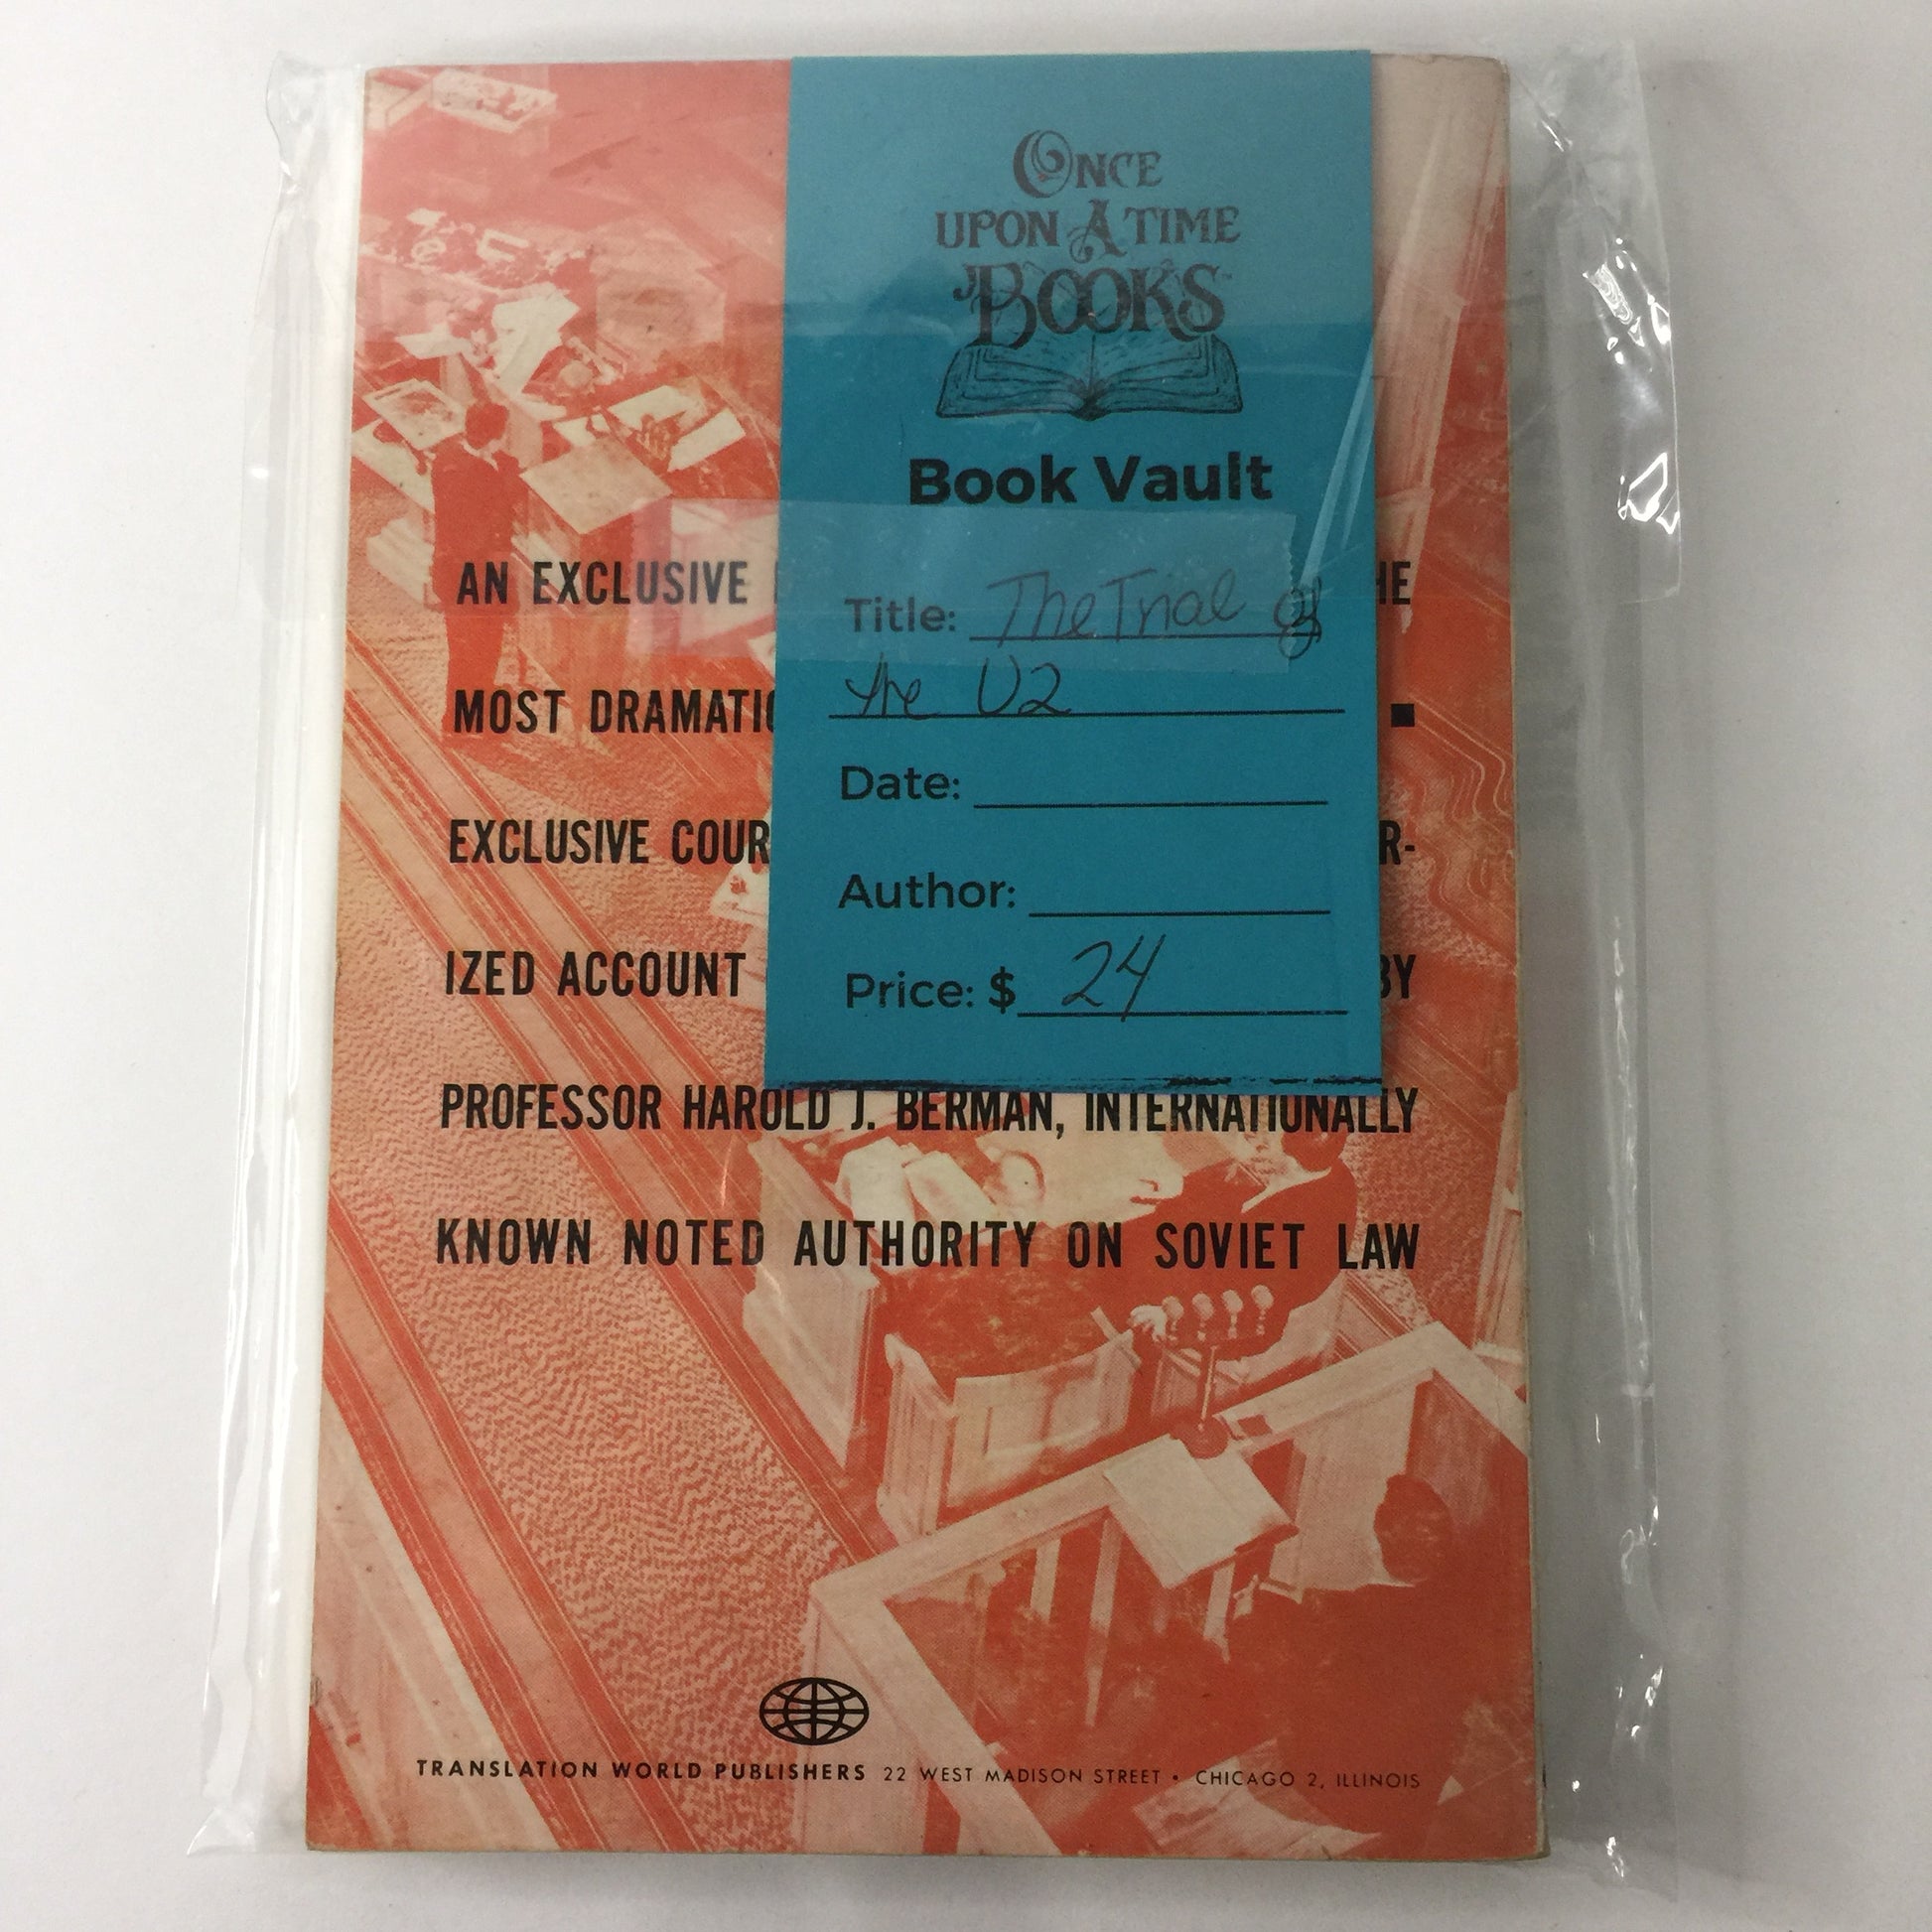 ONCE
UPON A TIME
BOOKS
Book Vault
Title: The Trial of
the U2
Date:
Author:
Price: $ 24
AN EXCLUSIVE
MOST DRAMATIC
EXCLUSIVE
IZED ACCOUNT BY
PROFESSOR HAROLD J. BERMAN, INTERNATIONALLY
KNOWN NOTED AUTHORITY ON SOVIET LAW
TRANSLATION WORLD PUBLISHERS 22 WEST MADISON STREET • CHICAGO 2, ILLINOIS